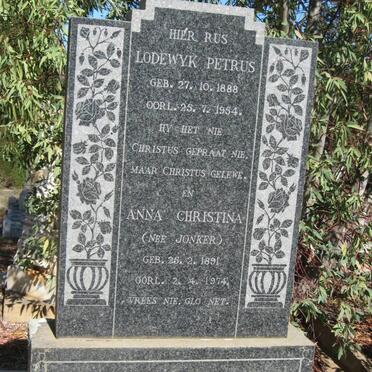 HIER RUS
LODEWYK PETRUS
GEB. 27. 10. 1888
OORL. 25. 7. 1954.
HY HET NIE
CHRISTUS GEPRAAT NIE,
MAAR CHRISTUS GELEWE.
EN
ANNA CHRISTINA
(NEE JONKER)
GEB. 26. 2. 1891
OORL. 2. 4. 1974.
VREES NIE, GLO NET.